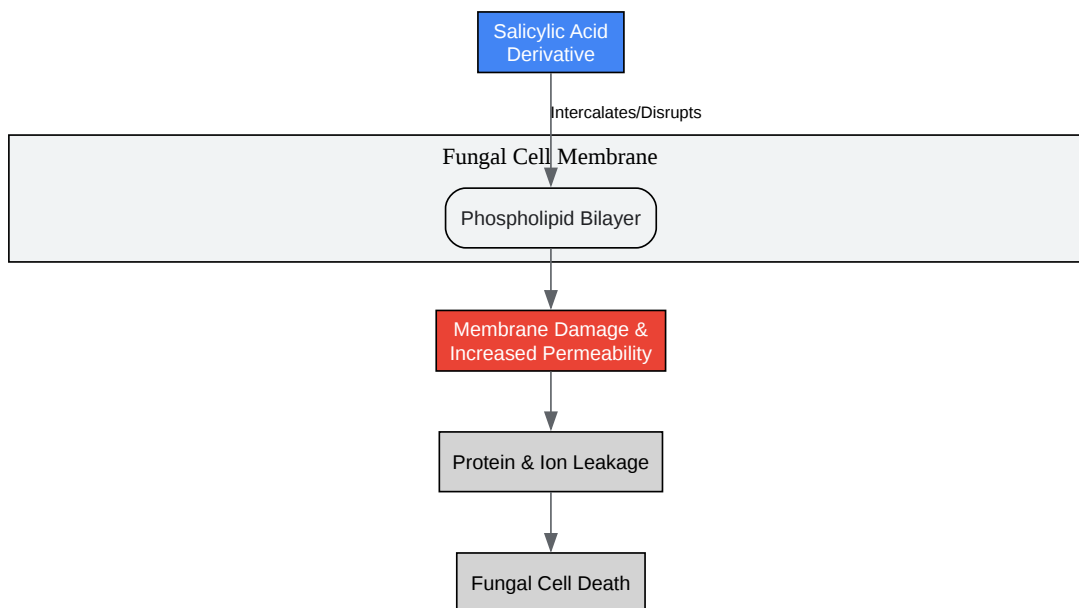 Salicylic Acid
Derivative
Intercalates/Disrupts
Fungal Cell Membrane
Phospholipid Bilayer
Membrane Damage &
Increased Permeability
Protein & Ion Leakage
Fungal Cell Death